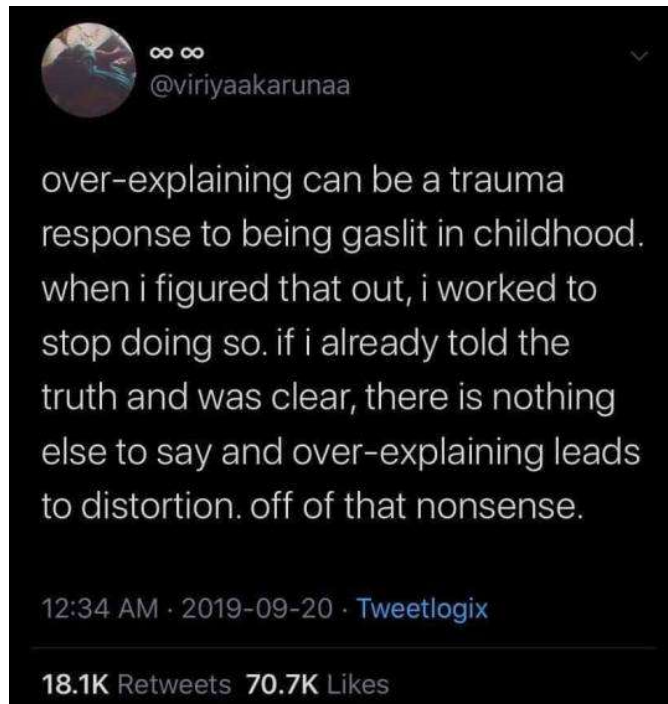 ∞ ∞
@viriyaakarunaa
over-explaining can be a trauma
response to being gaslit in childhood.
when i figured that out, i worked to
stop doing so. if i already told the
truth and was clear, there is nothing
else to say and over-explaining leads
to distortion. off of that nonsense.
12:34 AM · 2019-09-20 · Tweetlogix
18.1K Retweets 70.7K Likes